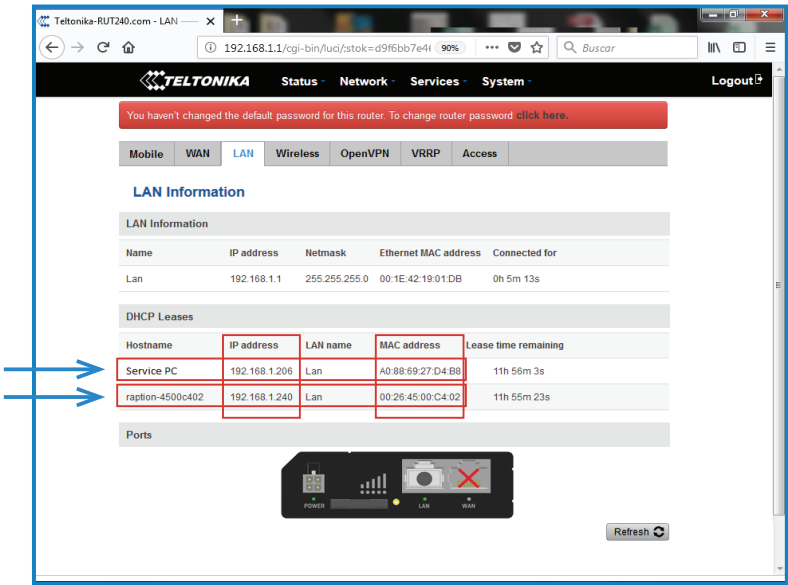 Teltonika-RUT240.com - LAN
192.168.1.1/cgi-bin/luci/;stok=d9f6bb7e4 90% Buscar
TELTONIKA Status Network Services System Logout
You haven't changed the default password for this router. To change router password click here.
Mobile WAN LAN Wireless OpenVPN VRRP Access
LAN Information
LAN Information
Name IP address Netmask Ethernet MAC address Connected for
Lan 192.168.1.1 255.255.255.0 00:1E:42:19:01:DB 0h 5m 13s
DHCP Leases
Hostname IP address LAN name MAC address Lease time remaining
Service PC 192.168.1.206 Lan A0:88:69:27:D4:B8 11h 56m 3s
raption-4500c402 192.168.1.240 Lan 00:26:45:00:C4:02 11h 55m 23s
Ports
POWER LAN WAN
Refresh